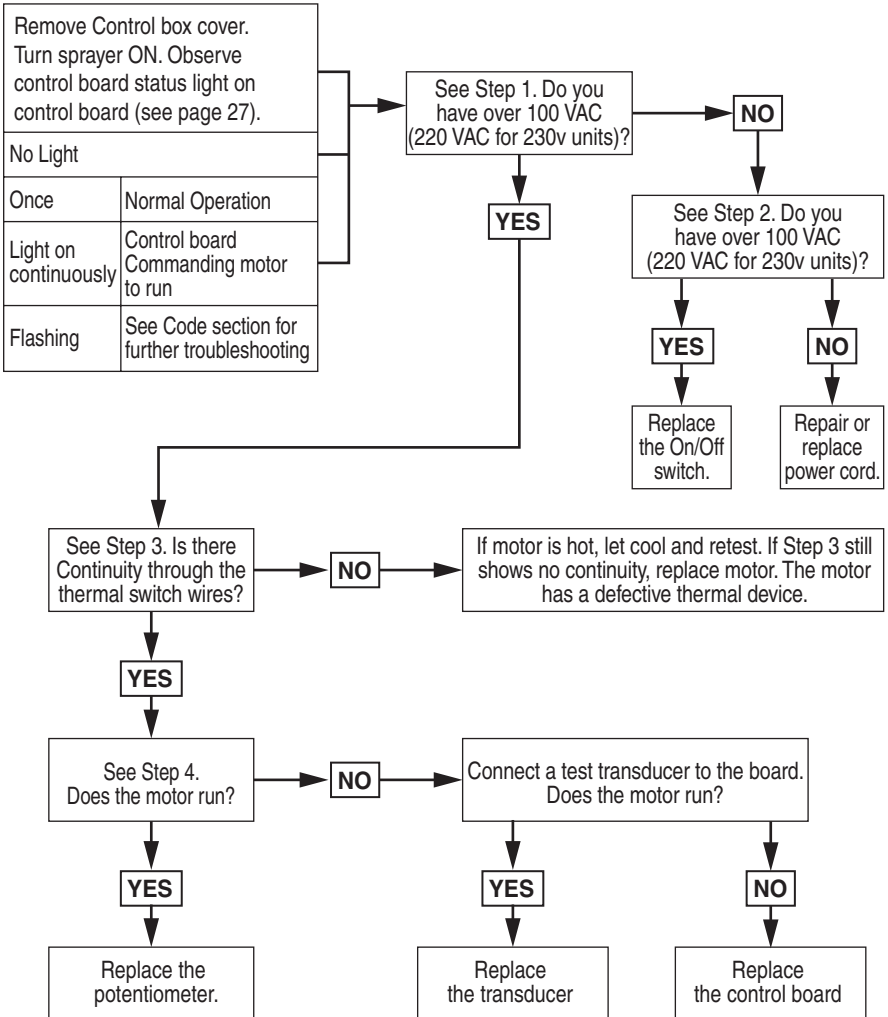 Remove Control box cover.
Turn sprayer ON. Observe
control board status light on
control board (see page 27).
No Light
Once
Normal Operation
Light on
continuously
Control board
Commanding motor
to run
Flashing
See Code section for
further troubleshooting
See Step 1. Do you
have over 100 VAC
(220 VAC for 230v units)?
NO
YES
See Step 2. Do you
have over 100 VAC
(220 VAC for 230v units)?
YES
NO
Replace
the On/Off
switch.
Repair or
replace
power cord.
See Step 3. Is there
Continuity through the
thermal switch wires?
NO
If motor is hot, let cool and retest. If Step 3 still
shows no continuity, replace motor. The motor
has a defective thermal device.
YES
See Step 4.
Does the motor run?
NO
Connect a test transducer to the board.
Does the motor run?
YES
YES
NO
Replace the
potentiometer.
Replace
the transducer
Replace
the control board